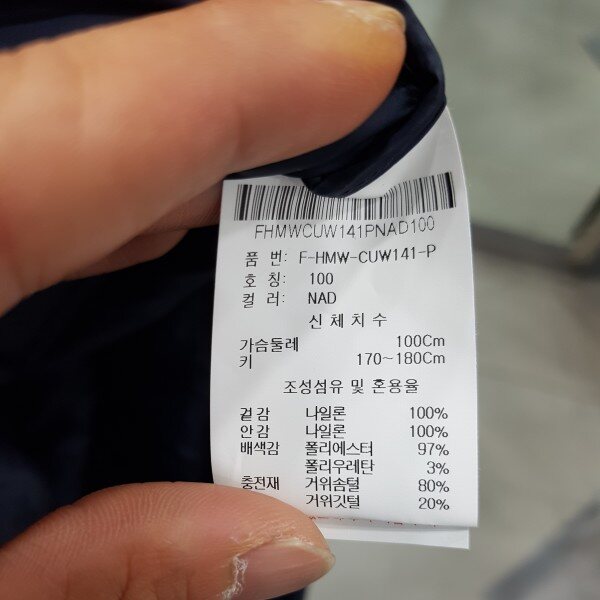 FHMWCUW141PNAD100
품 번: F-HMW-CUW141-P
호 칭: 100
컬 러: NAD
신 체 치 수
가슴둘레 100Cm
키 170~180Cm
조성섬유 및 혼용율
겉감 나일론 100%
안감 나일론 100%
배색감 폴리에스터 97%
폴리우레탄 3%
충전재 거위솜털 80%
거위깃털 20%